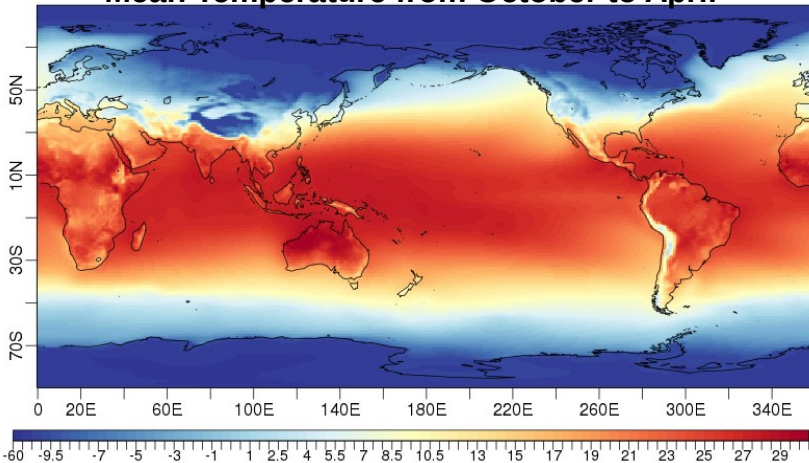 Mean Temperature from October to April
50N
10N
30S
70S
0 20E 60E 100E 140E 180E 220E 260E 300E 340E
-60 -9.5 -7 -5 -3 -1 1 2.5 4 5.5 7 8.5 10.5 13 15 17 19 21 23 25 27 29